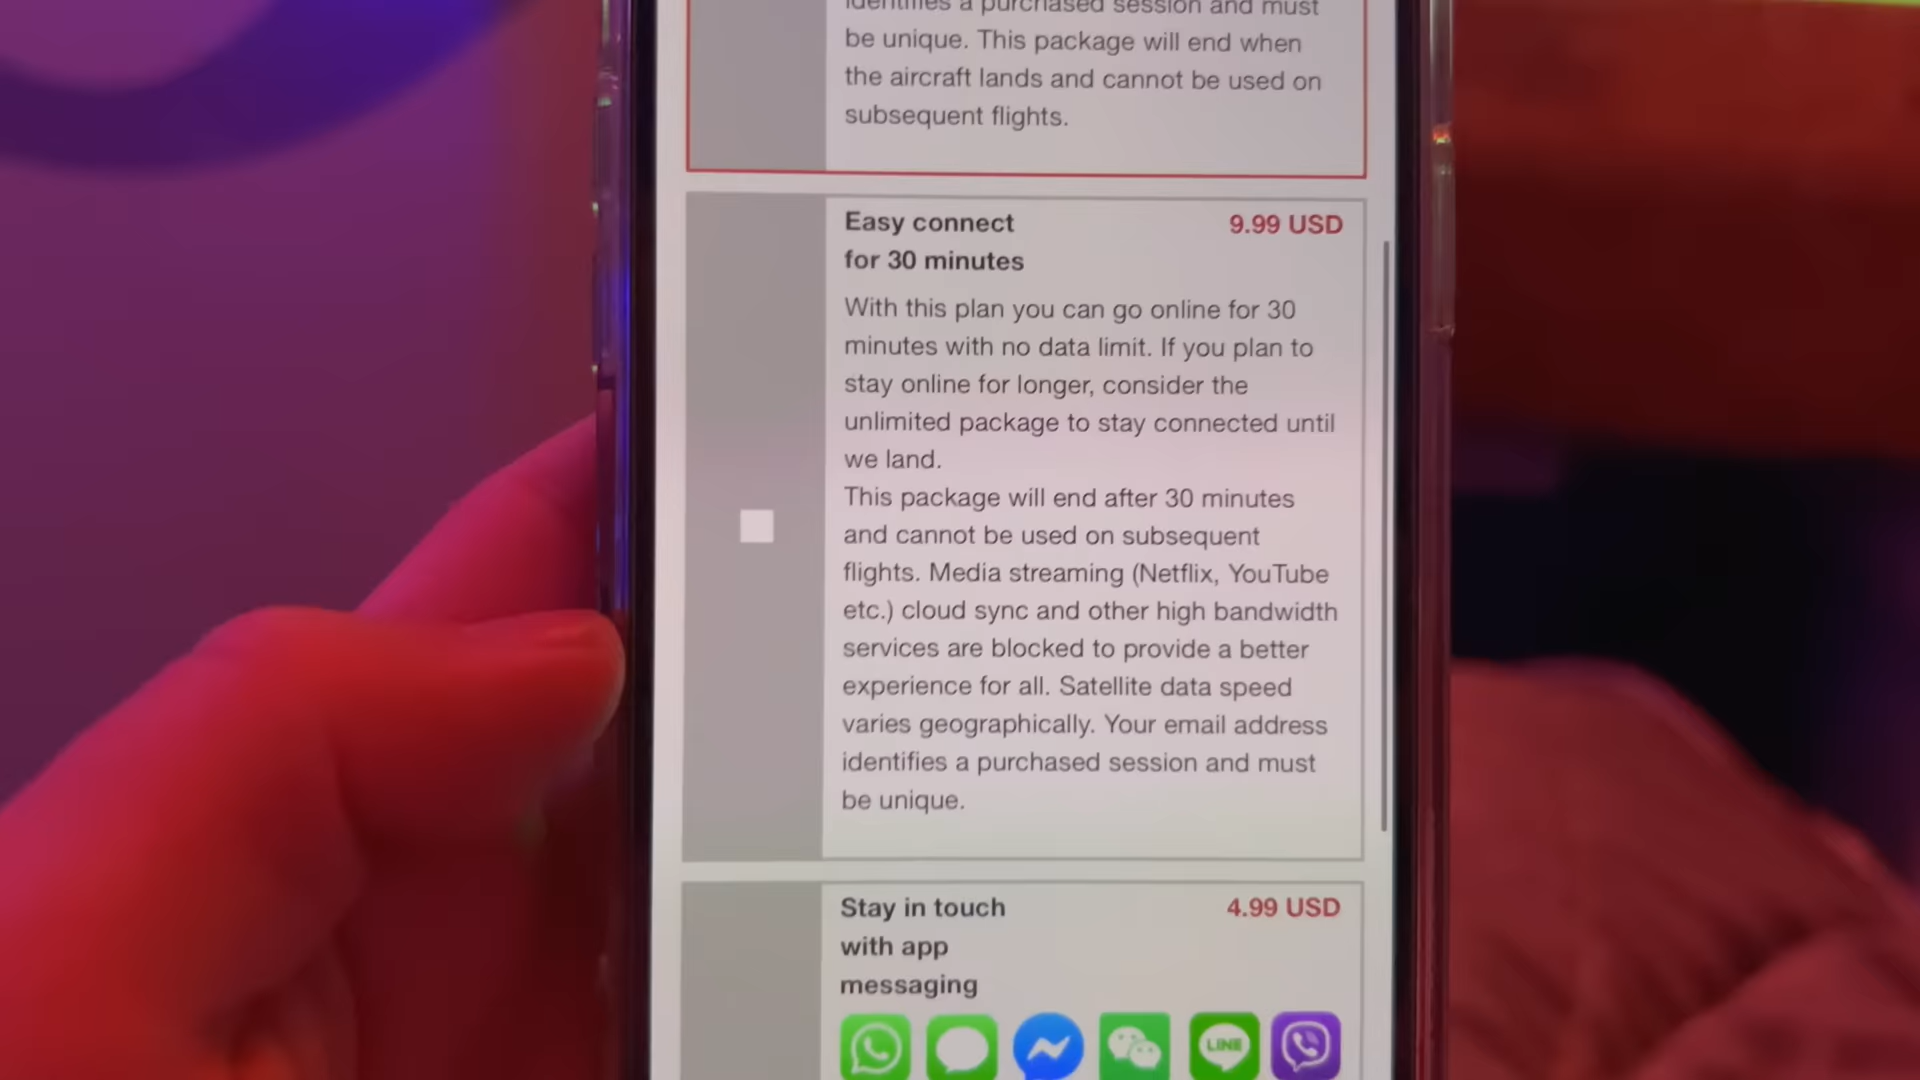 identifies a purchased session and must
be unique. This package will end when
the aircraft lands and cannot be used on
subsequent flights.
Easy connect 9.99 USD
for 30 minutes
With this plan you can go online for 30
minutes with no data limit. If you plan to
stay online for longer, consider the
unlimited package to stay connected until
we land.
This package will end after 30 minutes
and cannot be used on subsequent
flights. Media streaming (Netflix, YouTube
etc.) cloud sync and other high bandwidth
services are blocked to provide a better
experience for all. Satellite data speed
varies geographically. Your email address
identifies a purchased session and must
be unique.
Stay in touch 4.99 USD
with app
messaging
LINE